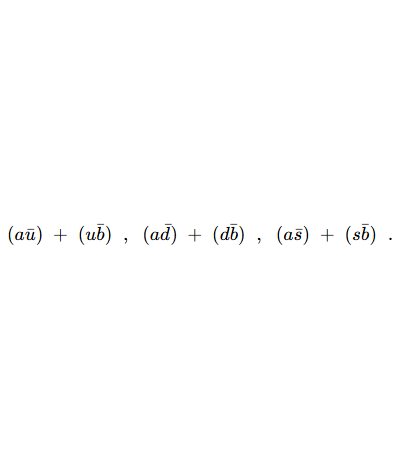 (aū) + (ub̄) , (ad̄) + (db̄) , (as̄) + (sb̄) .